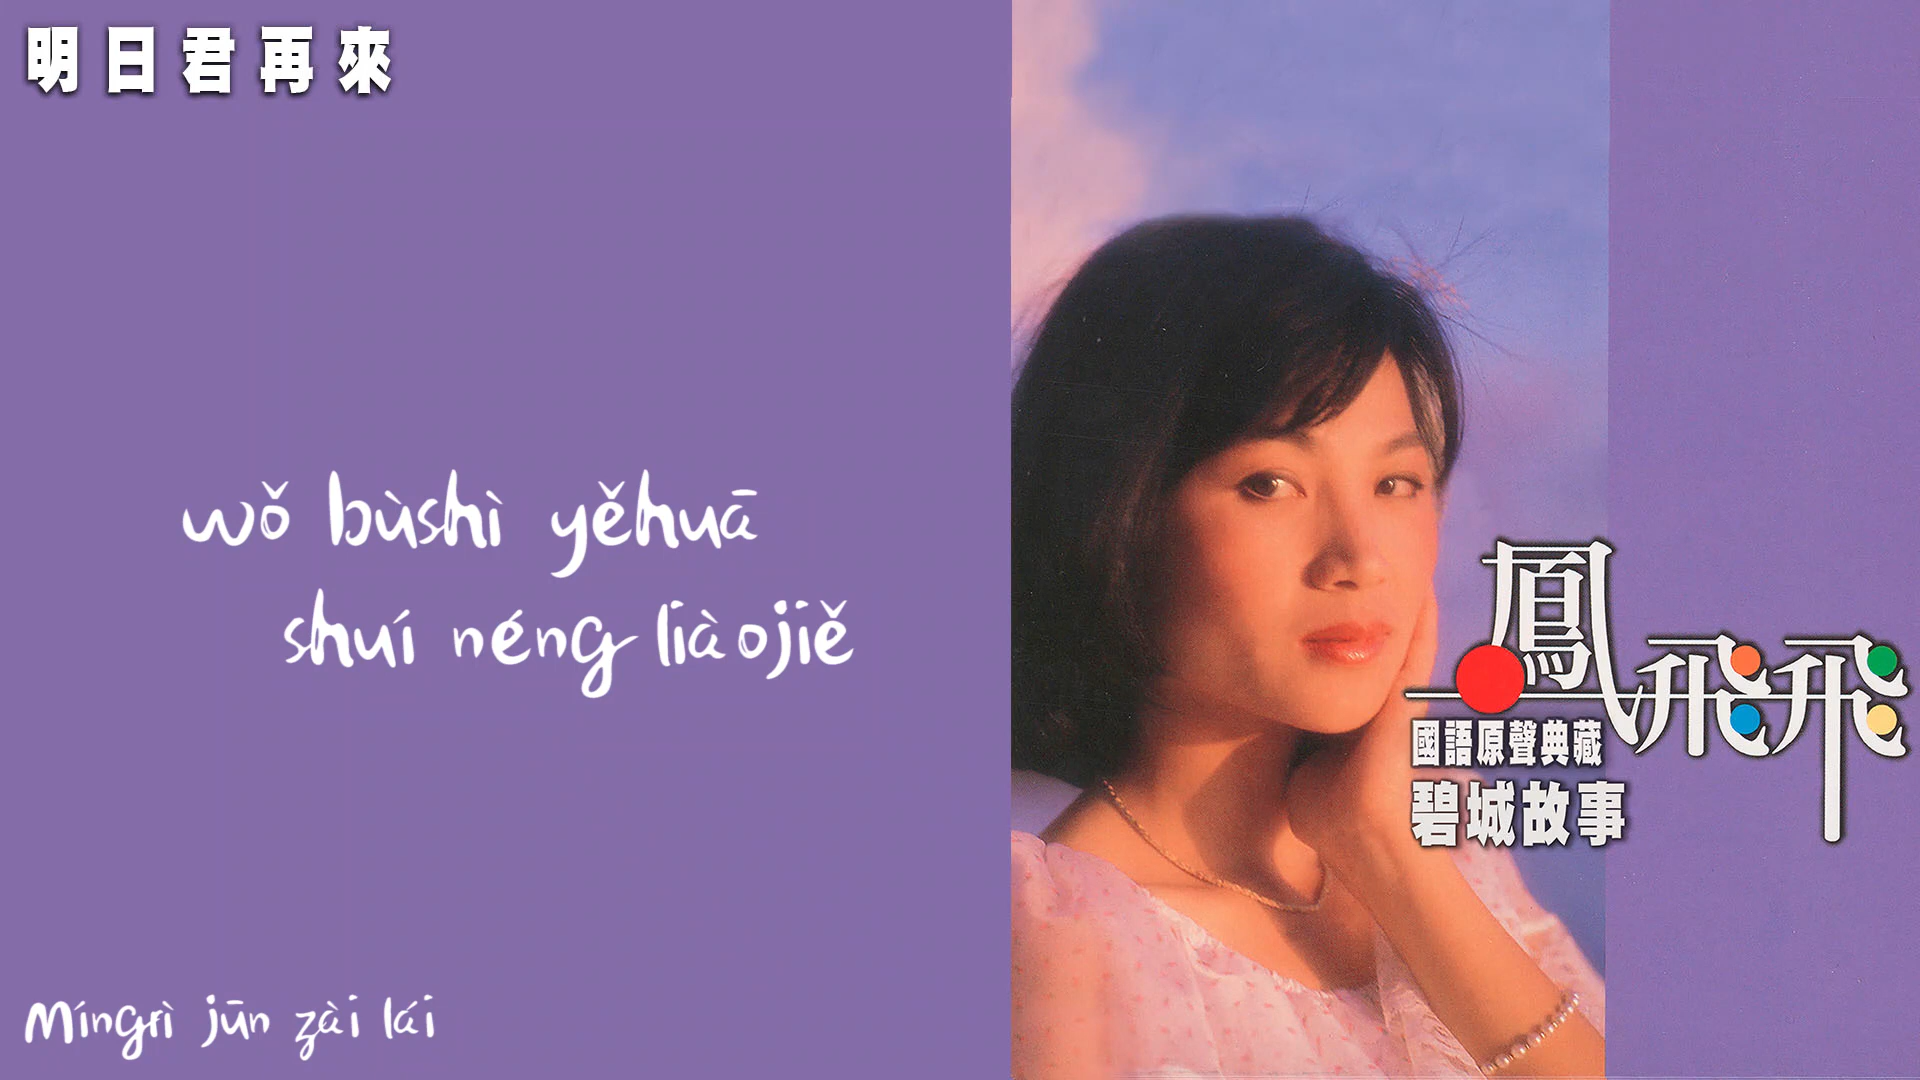 明日君再來
wǒ bùshì yěhuā
shuí néng liàojiě
Míngrì jūn zài lái
鳳飛飛
國語原聲典藏
碧城故事